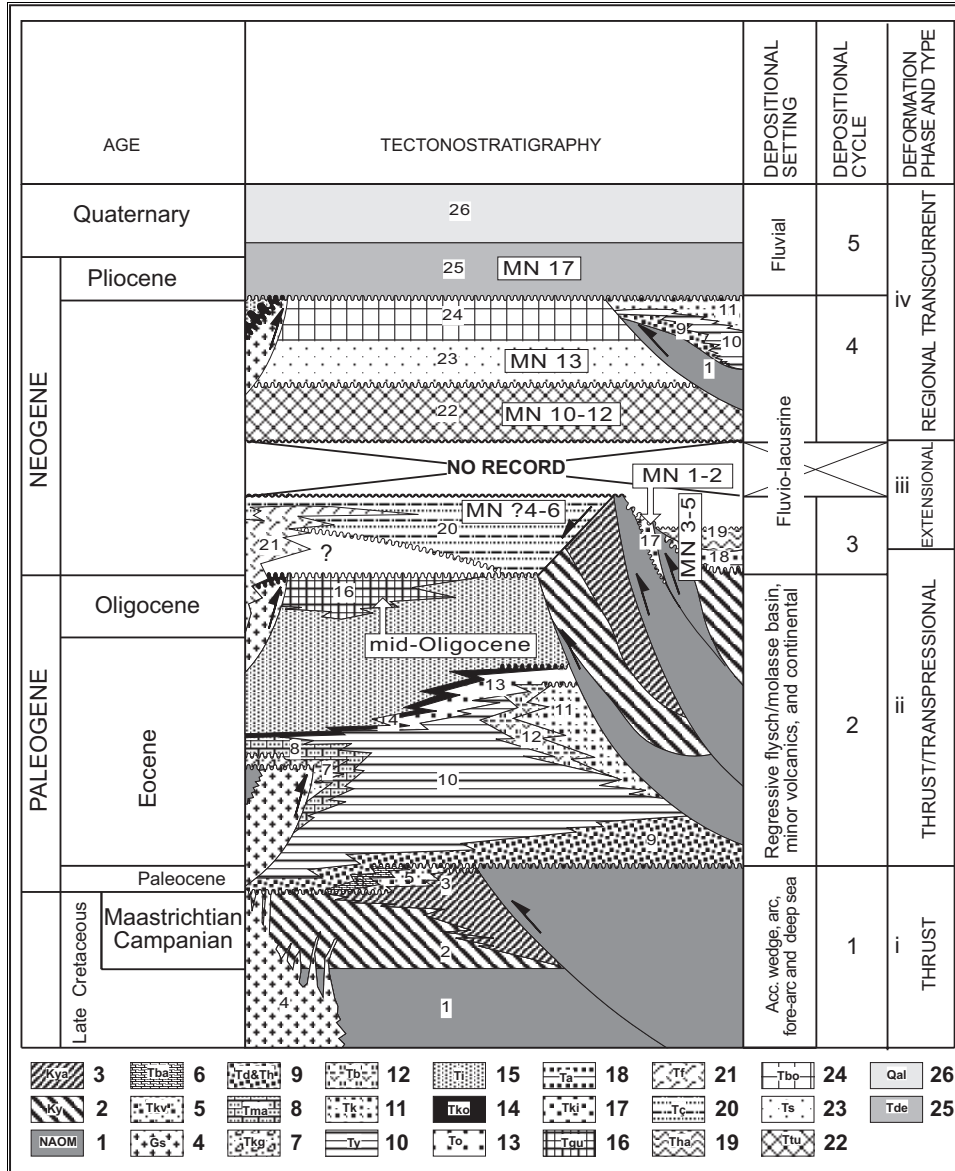 AGE
TECTONOSTRATIGRAPHY
DEPOSITIONAL
SETTING
DEPOSITIONAL
CYCLE
DEFORMATION
PHASE AND TYPE
Quaternary
26
Fluvial
5
NEOGENE
Pliocene
25
MN 17
iv
REGIONAL TRANSCURRENT
24
11
9
10
1
4
23
MN 13
22
MN 10-12
Fluvio-lacusrine
NO RECORD
MN 1-2
iii
EXTENSIONAL
MN ?4-6
MN 3-5
20
21
?
17
19
18
3
PALEOGENE
Oligocene
16
mid-Oligocene
Regressive flysch/molasse basin,
minor volcanics, and continental
2
ii
THRUST/TRANSPRESSIONAL
Eocene
13
14
11
12
8
7
10
9
Paleocene
6
5
3
Late Cretaceous
Maastrichtian
Campanian
2
4
1
Acc. wedge, arc,
fore-arc and deep sea
1
i
THRUST
Kya 3 Tba 6 Td&Th 9 Tb 12 Ti 15 Ta 18 Tf 21 Tbo 24 Qal 26
Ky 2 Tkv 5 Tma 8 Tk 11 Tko 14 Tki 17 Tç 20 Ts 23 Tde 25
NAOM 1 Gs 4 Tkg 7 Ty 10 To 13 Tgu 16 Tha 19 Ttu 22